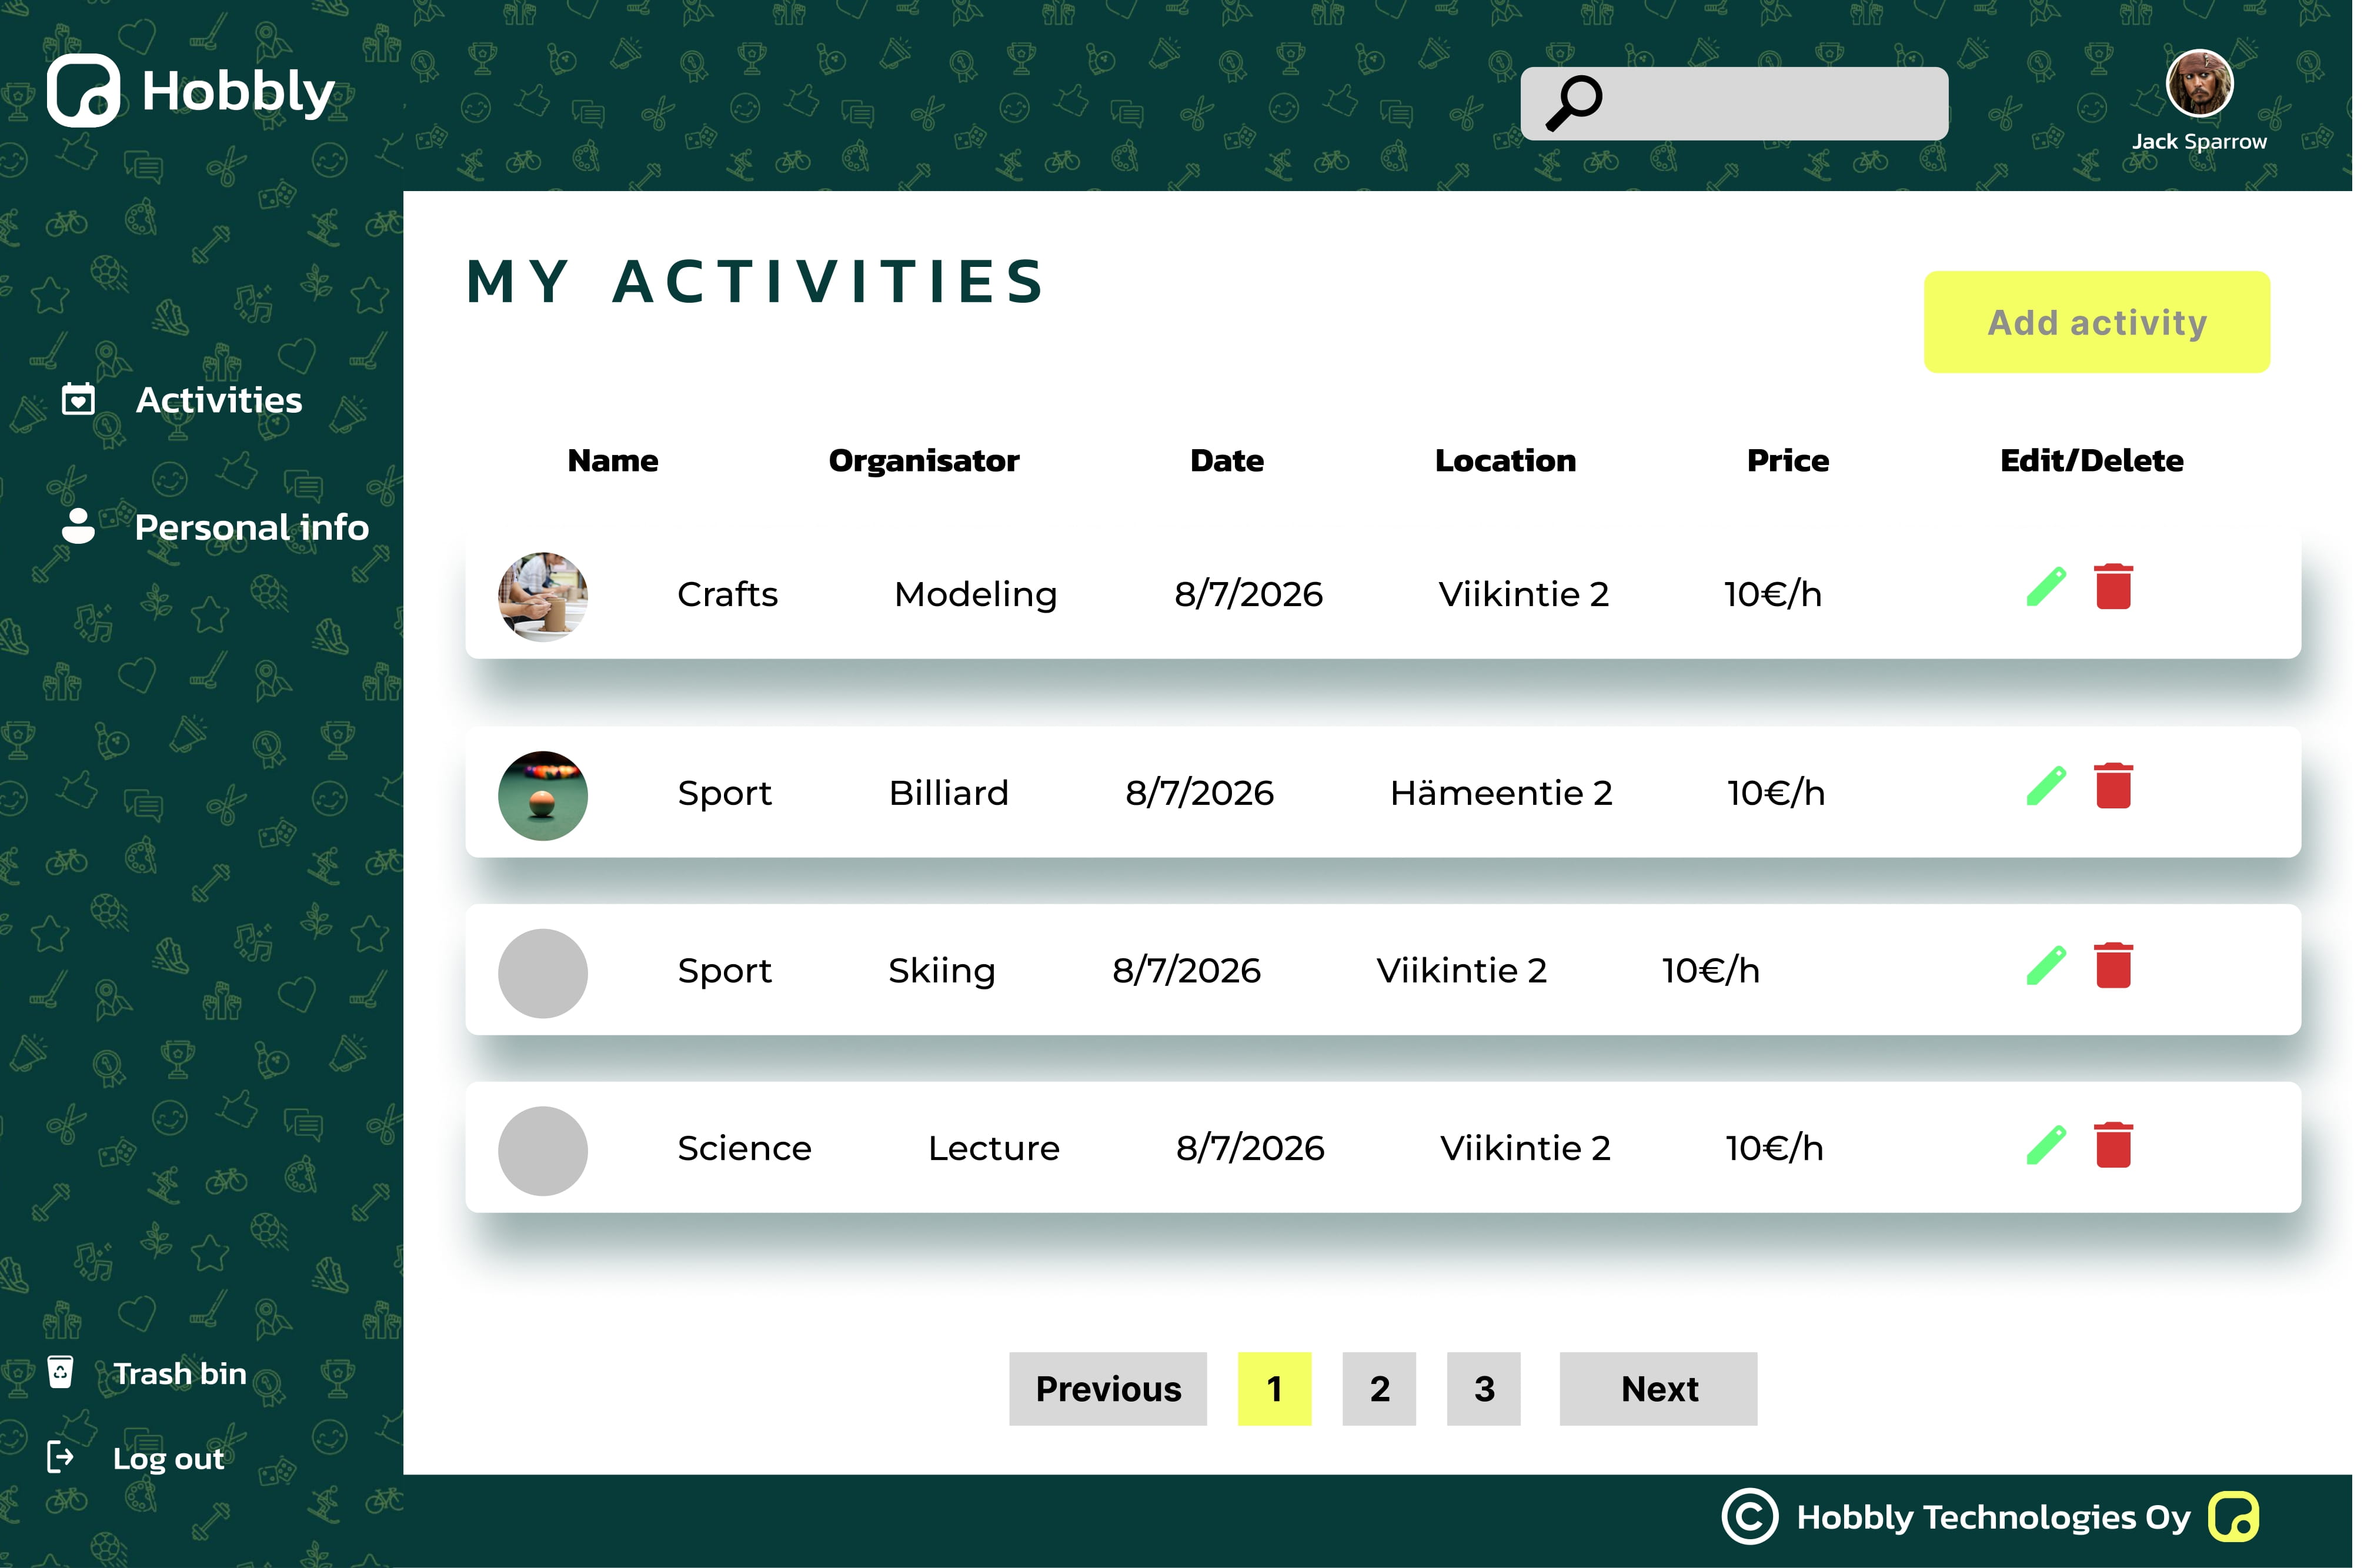 Hobbly
Jack Sparrow
MY ACTIVITIES
Add activity
Activities
Personal info
Name Organisator Date Location Price Edit/Delete
Crafts Modeling 8/7/2026 Viikintie 2 10€/h
Sport Billiard 8/7/2026 Hämeentie 2 10€/h
Sport Skiing 8/7/2026 Viikintie 2 10€/h
Science Lecture 8/7/2026 Viikintie 2 10€/h
Previous 1 2 3 Next
Trash bin
Log out
© Hobbly Technologies Oy